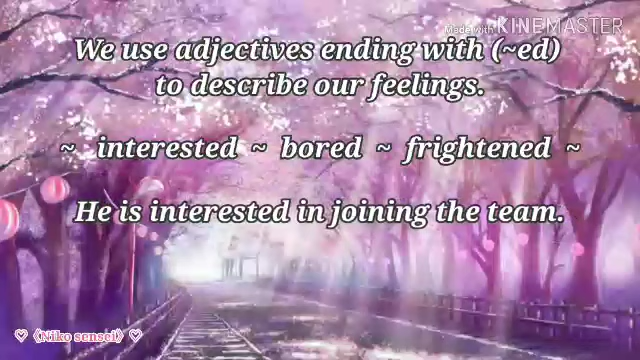 Made with KINEMASTER
We use adjectives ending with (~ed)
to describe our feelings.
~ interested ~ bored ~ frightened ~
He is interested in joining the team.
♡《Niko sensei》♡